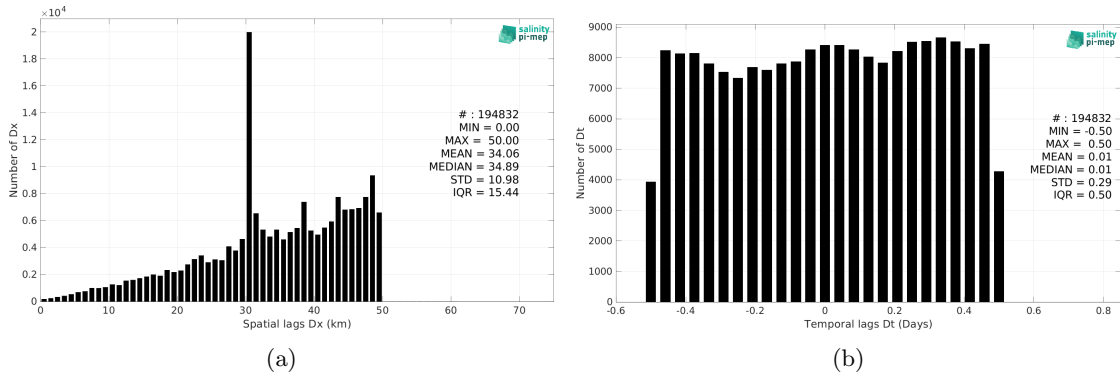 ×10⁴
2
1.8
1.6
1.4
1.2
1
0.8
0.6
0.4
0.2
0
Number of Dx
0 10 20 30 40 50 60 70
Spatial lags Dx (km)
salinity
pi-mep
# : 194832
MIN = 0.00
MAX = 50.00
MEAN = 34.06
MEDIAN = 34.89
STD = 10.98
IQR = 15.44
(a)
9000
8000
7000
6000
5000
4000
3000
2000
1000
0
Number of Dt
-0.6 -0.4 -0.2 0 0.2 0.4 0.6 0.8
Temporal lags Dt (Days)
salinity
pi-mep
# : 194832
MIN = -0.50
MAX = 0.50
MEAN = 0.01
MEDIAN = 0.01
STD = 0.29
IQR = 0.50
(b)